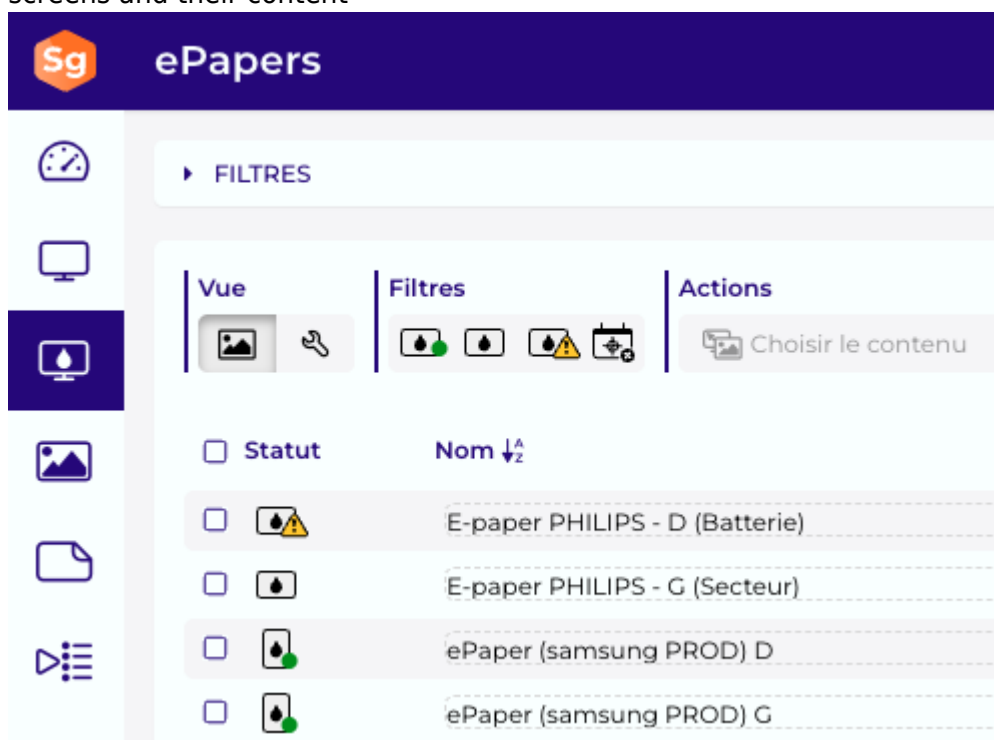 Sg ePapers
FILTRES
Vue Filtres Actions
Choisir le contenu
Statut Nom
E-paper PHILIPS - D (Batterie)
E-paper PHILIPS - G (Secteur)
ePaper (samsung PROD) D
ePaper (samsung PROD) G